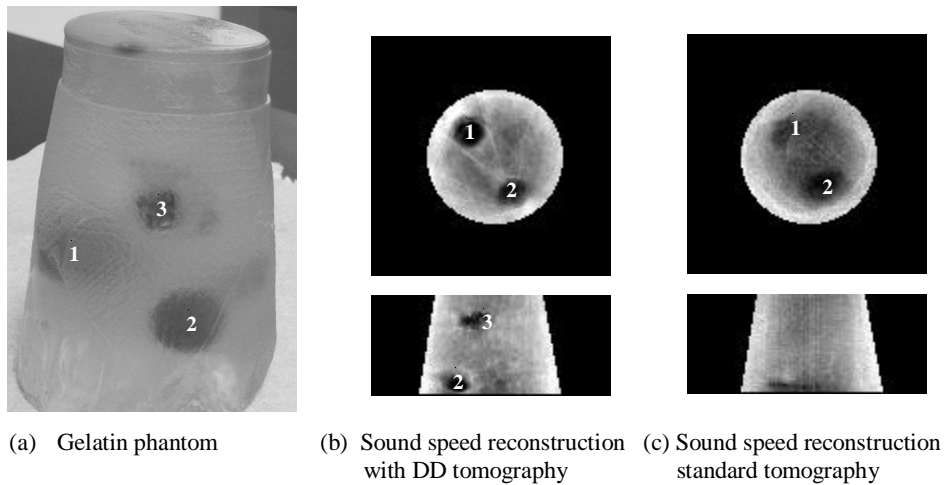 3
1
2
1
2
3
2
1
2
(a) Gelatin phantom
(b) Sound speed reconstruction
with DD tomography
(c) Sound speed reconstruction
standard tomography